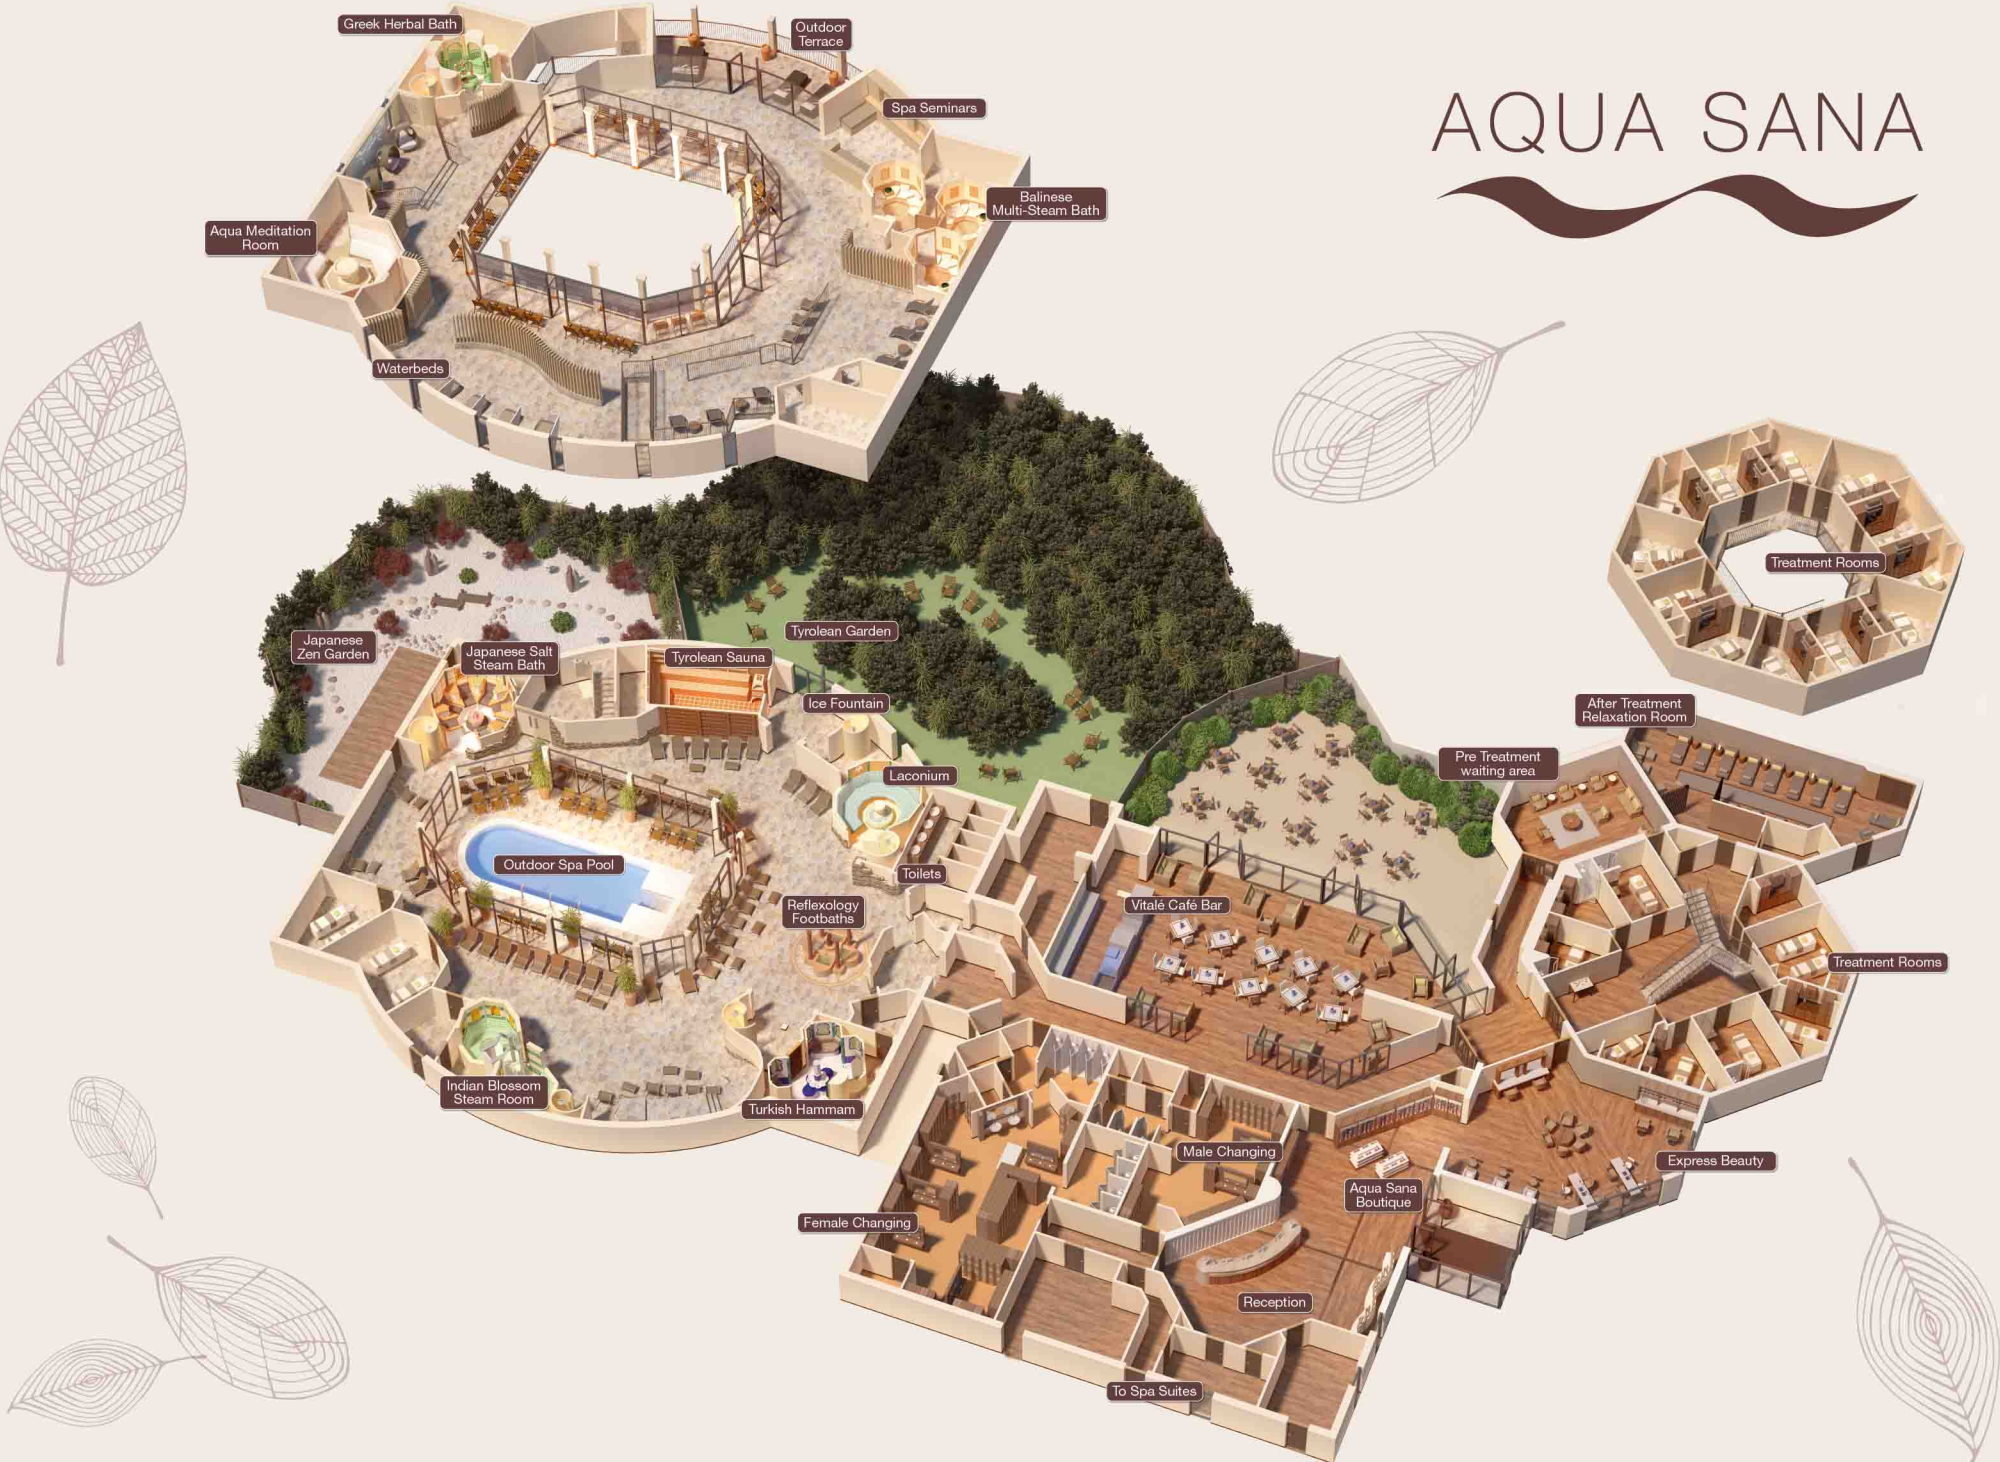 Greek Herbal Bath
Outdoor
Terrace
AQUA SANA
Spa Seminars
Balinese
Multi-Steam Bath
Aqua Meditation
Room
Waterbeds
Treatment Rooms
Japanese
Zen Garden
Japanese Salt
Steam Bath
Tyrolean Sauna
Tyrolean Garden
Ice Fountain
After Treatment
Relaxation Room
Pre Treatment
waiting area
Laconium
Outdoor Spa Pool
Toilets
Reflexology
Footbaths
Vitalé Café Bar
Treatment Rooms
Indian Blossom
Steam Room
Turkish Hammam
Male Changing
Express Beauty
Aqua Sana
Boutique
Female Changing
Reception
To Spa Suites